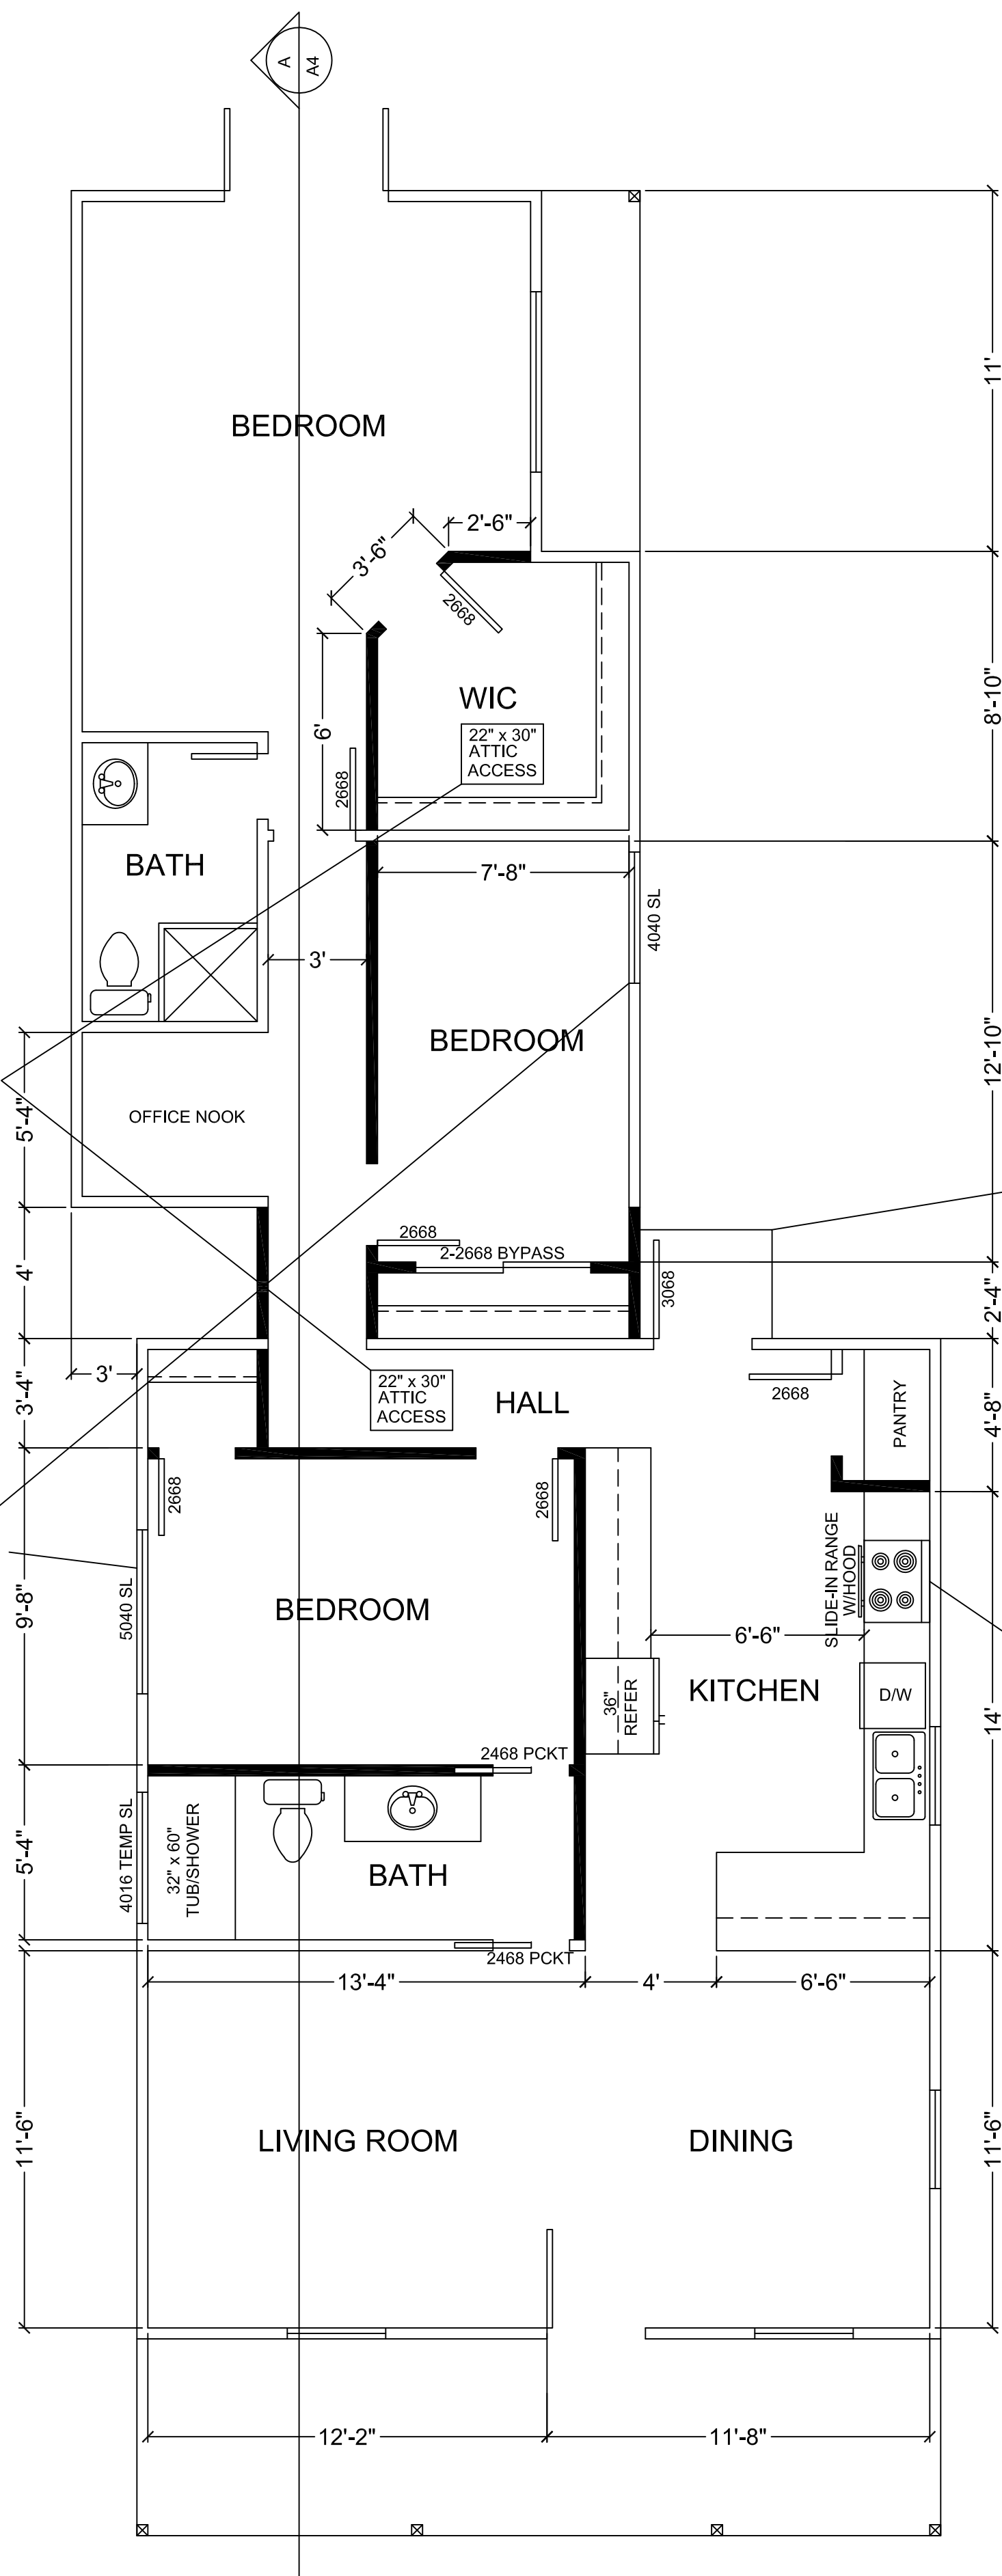 A
A4
11'
BEDROOM
2'-6"
3'-6"
2668
WIC
8'-10"
6'
22" x 30"
ATTIC
ACCESS
2668
BATH
7'-8"
4040 SL
3'
BEDROOM
12'-10"
5'-4"
OFFICE NOOK
2668
2-2668 BYPASS
4'
3068
2'-4"
3'
3'-4"
22" x 30"
ATTIC
ACCESS
HALL
2668
PANTRY
4'-8"
2668
2668
SLIDE-IN RANGE
W/HOOD
9'-8"
5040 SL
BEDROOM
6'-6"
36"
REFER
KITCHEN
D/W
14'
2468 PCKT
5'-4"
4016 TEMP SL
32" x 60"
TUB/SHOWER
BATH
2468 PCKT
13'-4"
4'
6'-6"
11'-6"
LIVING ROOM
DINING
11'-6"
12'-2"
11'-8"